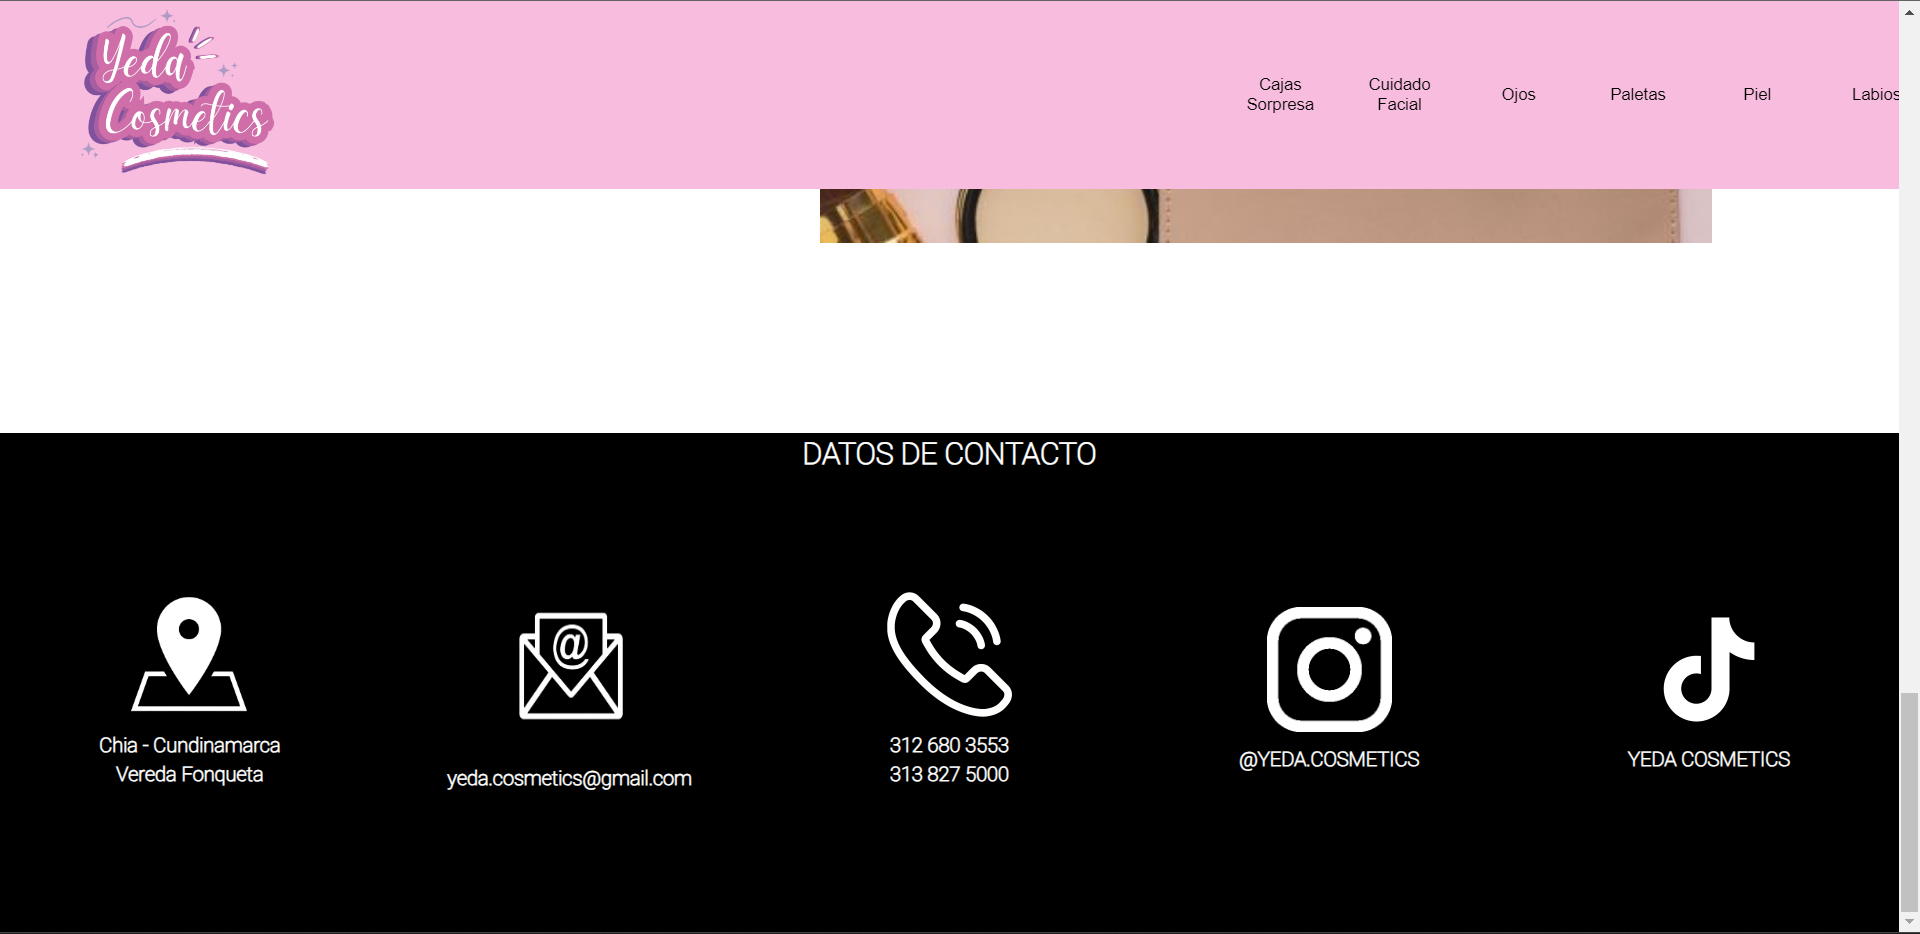 Yeda
Cosmetics
Cajas
Sorpresa
Cuidado
Facial
Ojos
Paletas
Piel
Labios
DATOS DE CONTACTO
@
Chia - Cundinamarca
Vereda Fonqueta
yeda.cosmetics@gmail.com
312 680 3553
313 827 5000
@YEDA.COSMETICS
YEDA COSMETICS